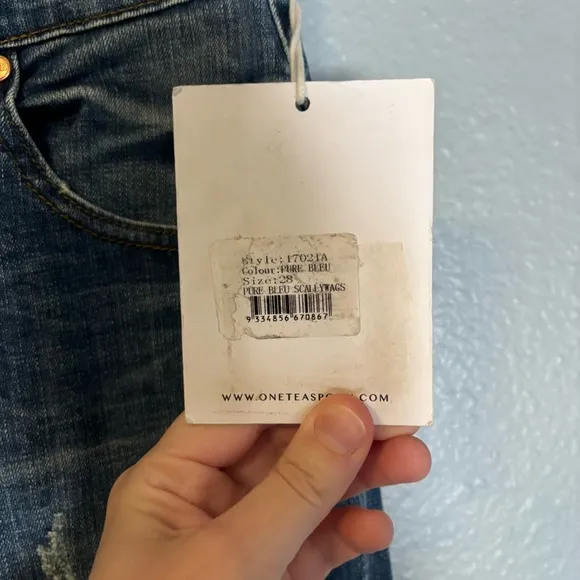 Style:17021A
Colour:PURE BLEU
Size:28
PURE BLEU SCALLYWAGS
9 334856 670867
WWW.ONETEASPOON.COM